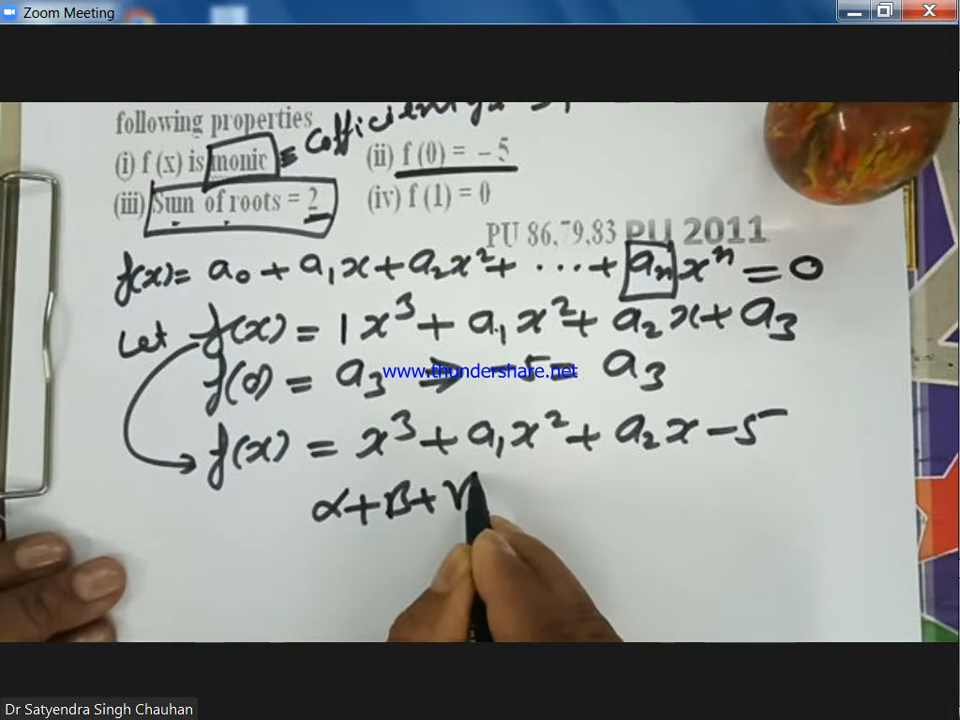 Zoom Meeting
following properties
(i) f (x) is monic = Cofficient
(ii) f (0) = – 5
(iii) Sum of roots = 2
(iv) f (1) = 0
PU 86,79,83 PU 2011
f(x) = a₀ + a₁x + a₂x² + ... + aₙxⁿ = 0
Let f(x) = 1x³ + a₁x² + a₂x + a₃
f(0) = a₃ ⇒ -5 = a₃
www.thundershare.net
f(x) = x³ + a₁x² + a₂x - 5
α + β + γ
Dr Satyendra Singh Chauhan